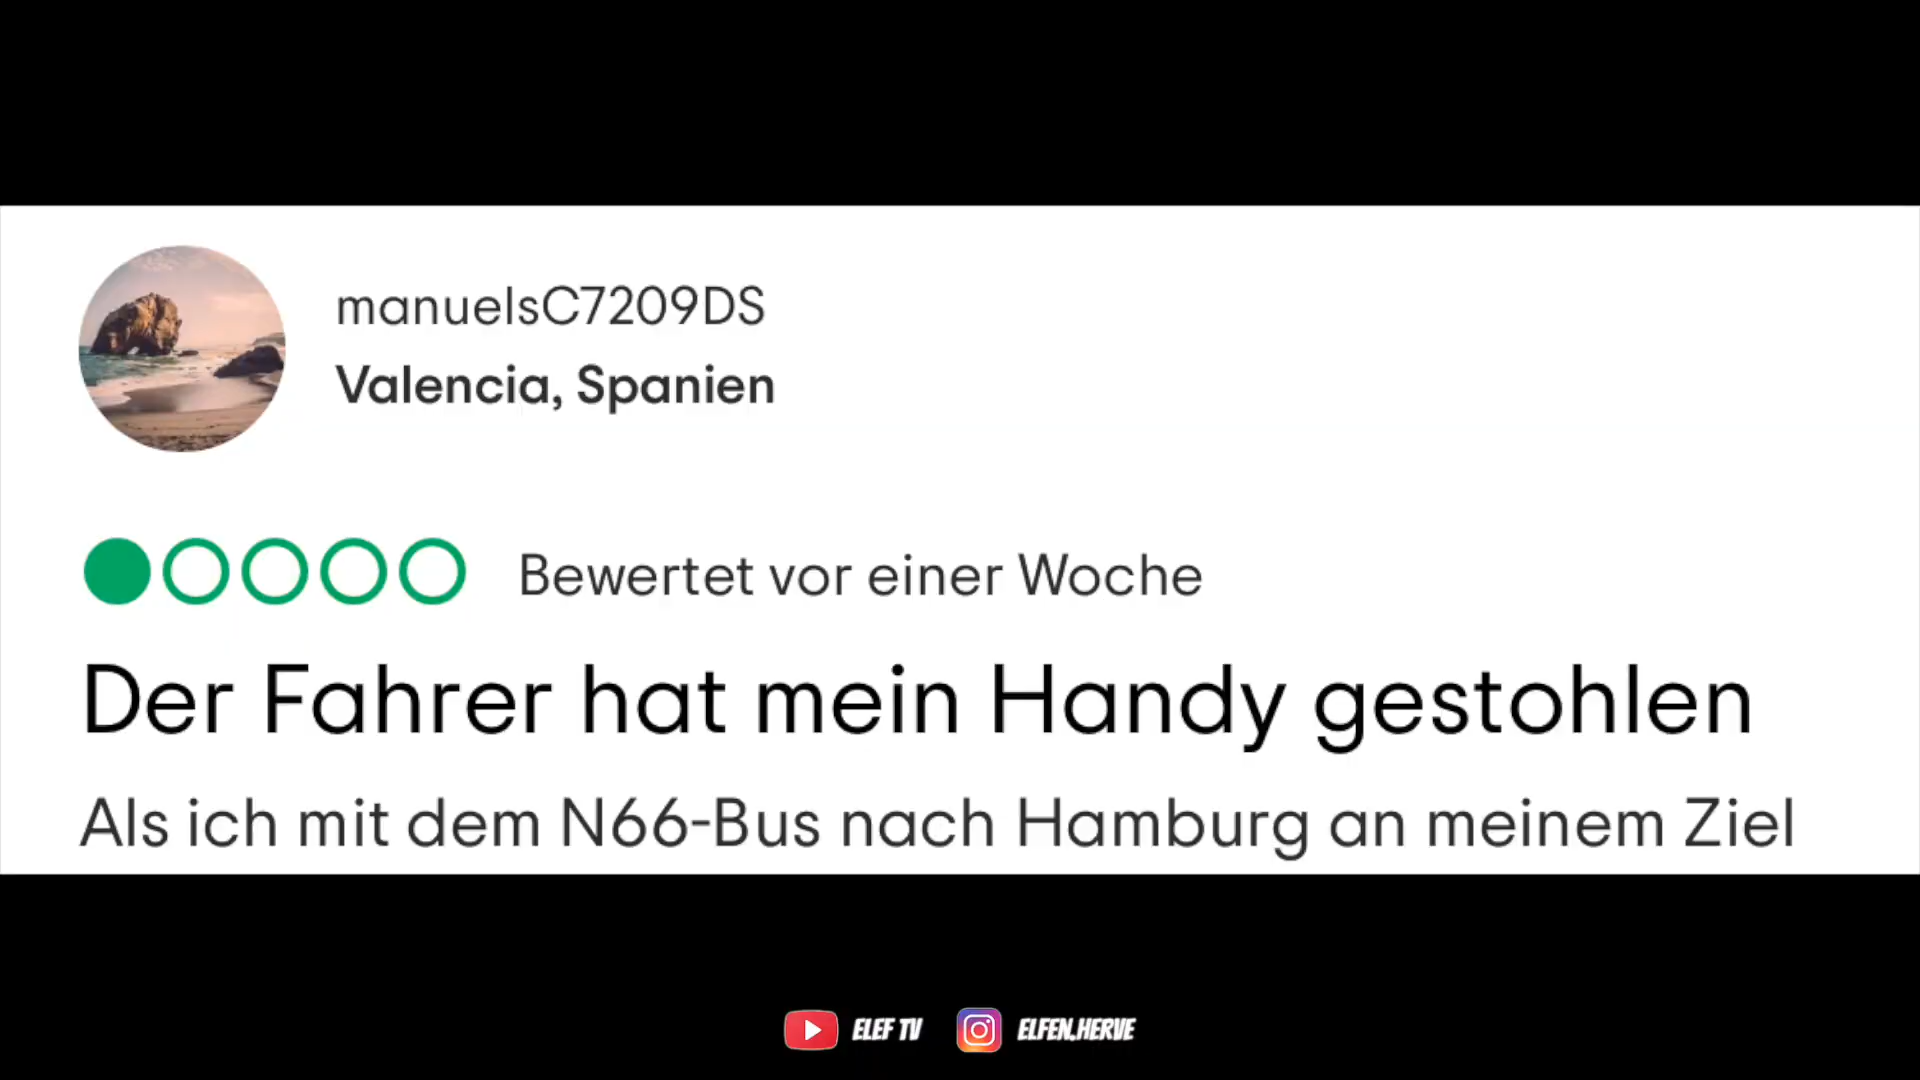 manuelsC7209DS
Valencia, Spanien
Bewertet vor einer Woche
Der Fahrer hat mein Handy gestohlen
Als ich mit dem N66-Bus nach Hamburg an meinem Ziel
ELEF TV ELFEN.HERVE